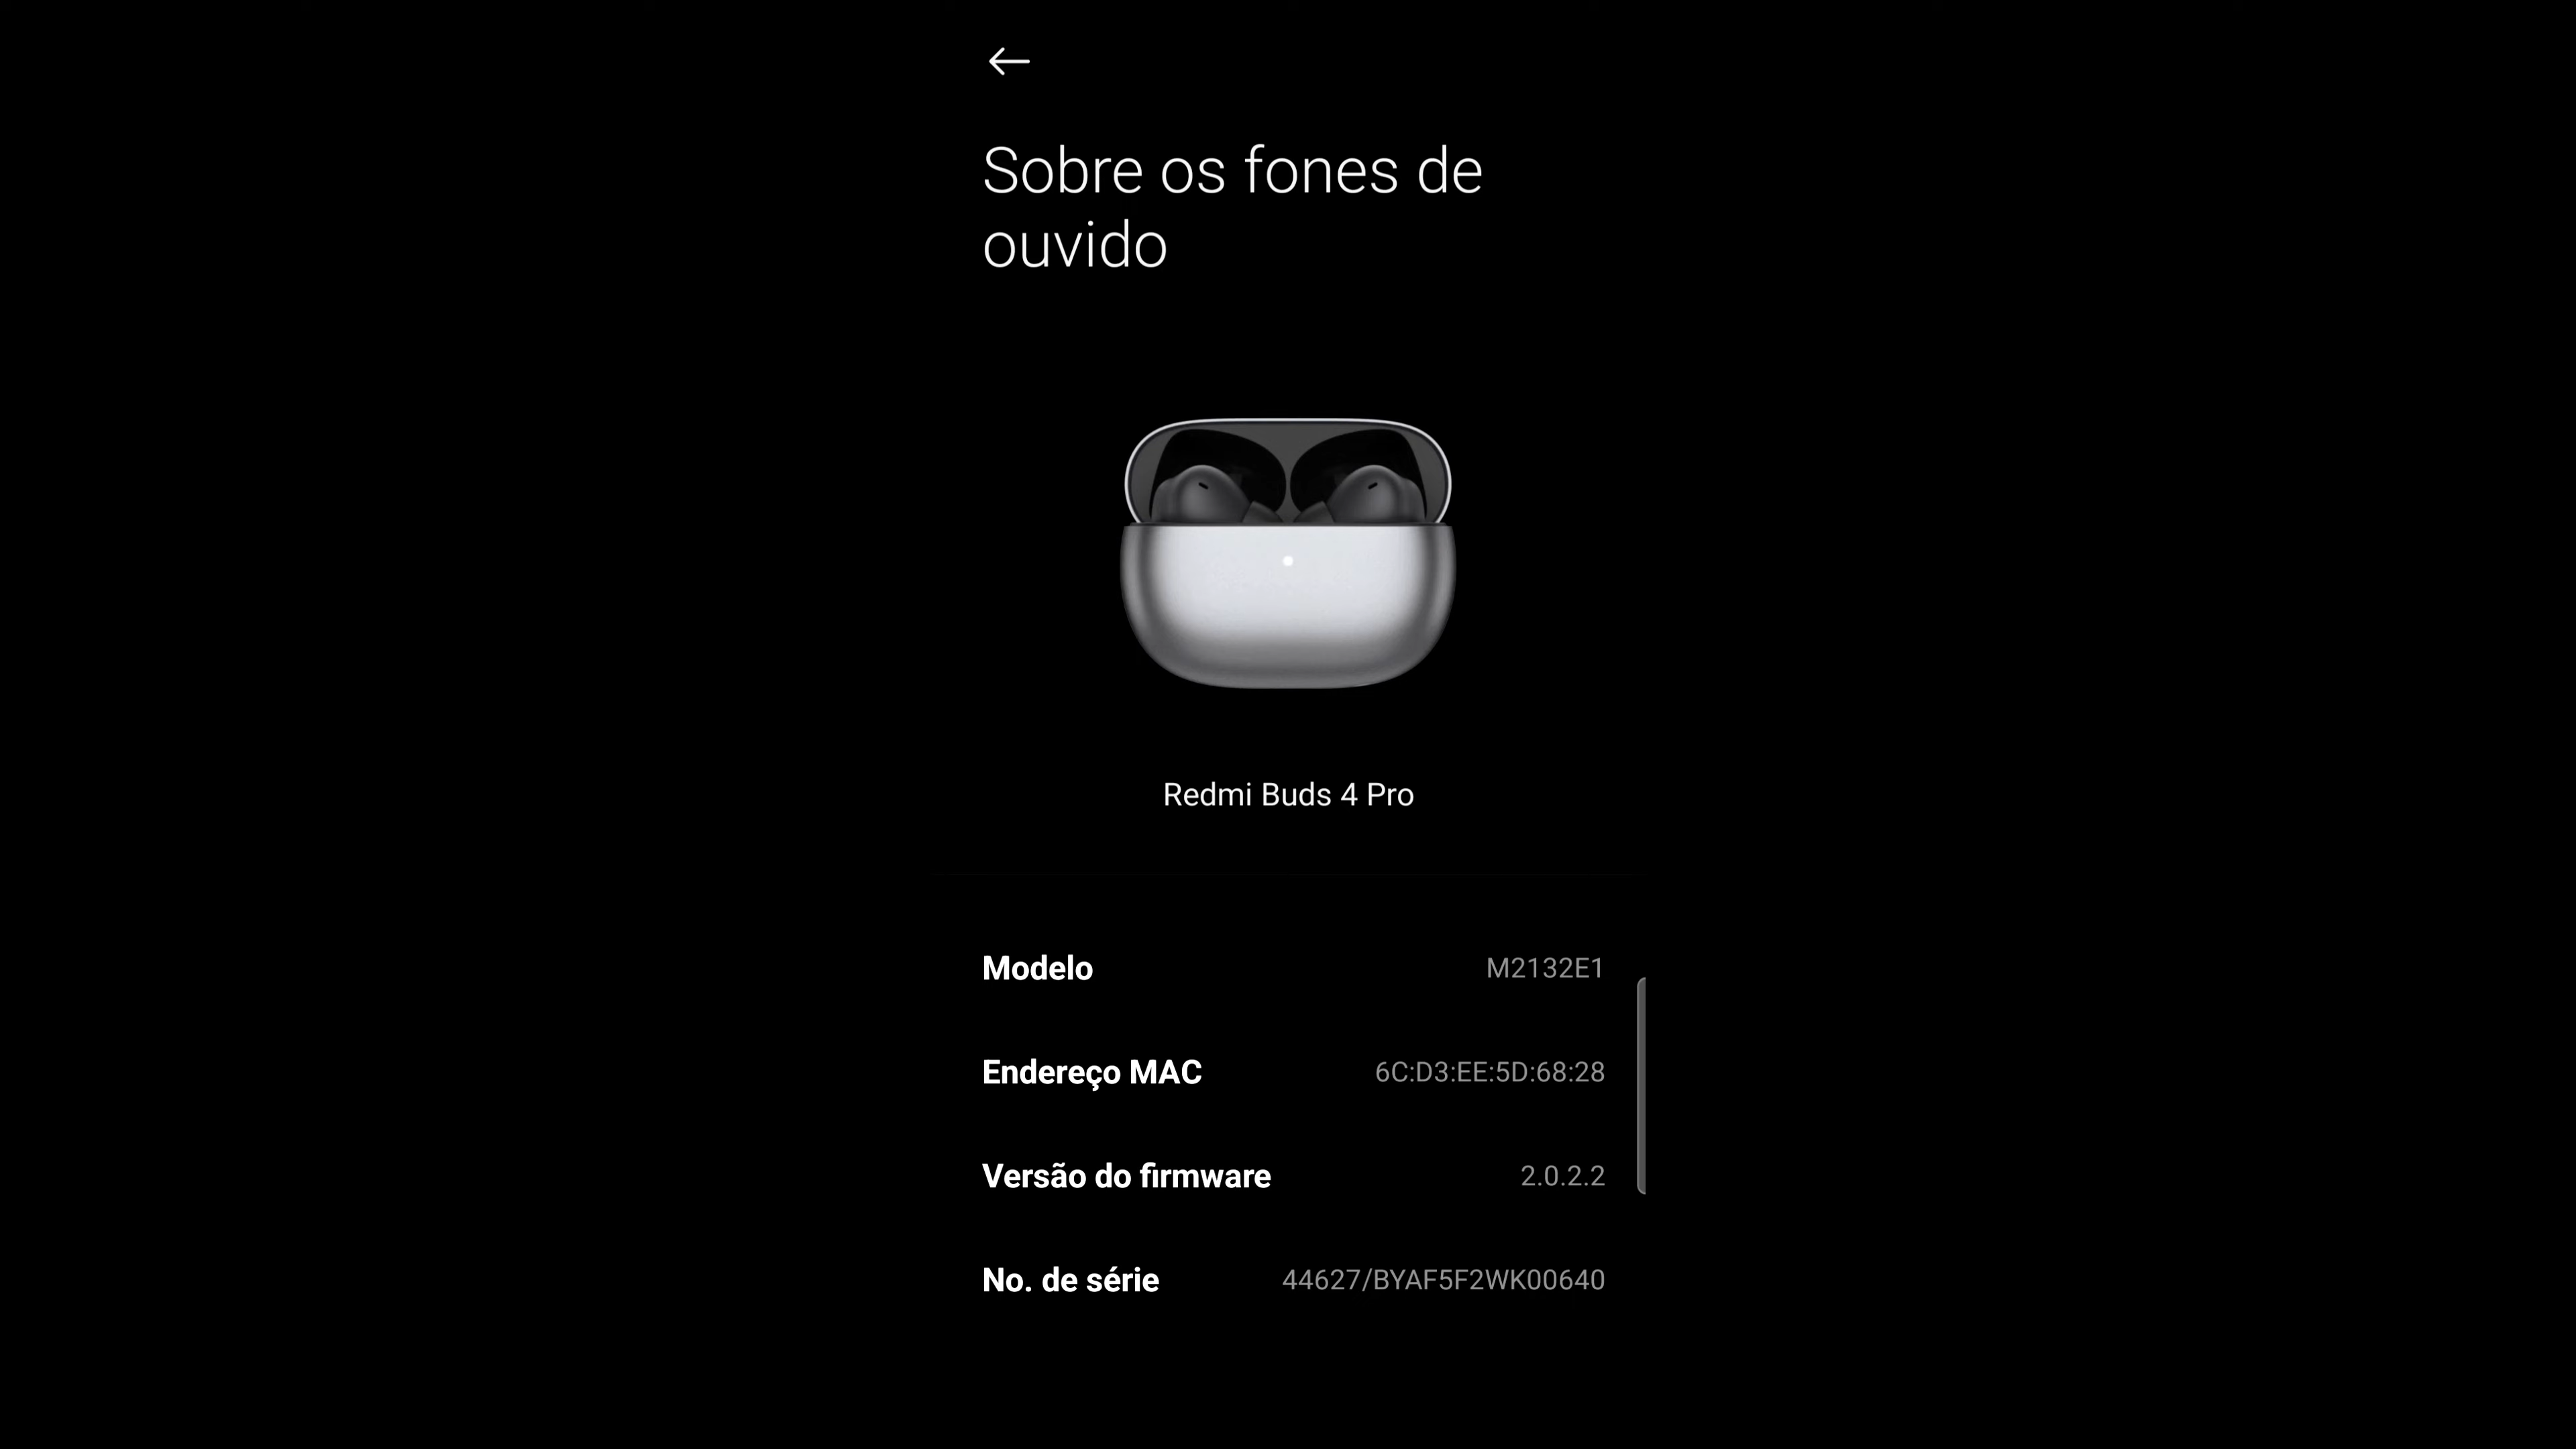 Sobre os fones de
ouvido
Redmi Buds 4 Pro
Modelo M2132E1
Endereço MAC 6C:D3:EE:5D:68:28
Versão do firmware 2.0.2.2
No. de série 44627/BYAF5F2WK00640